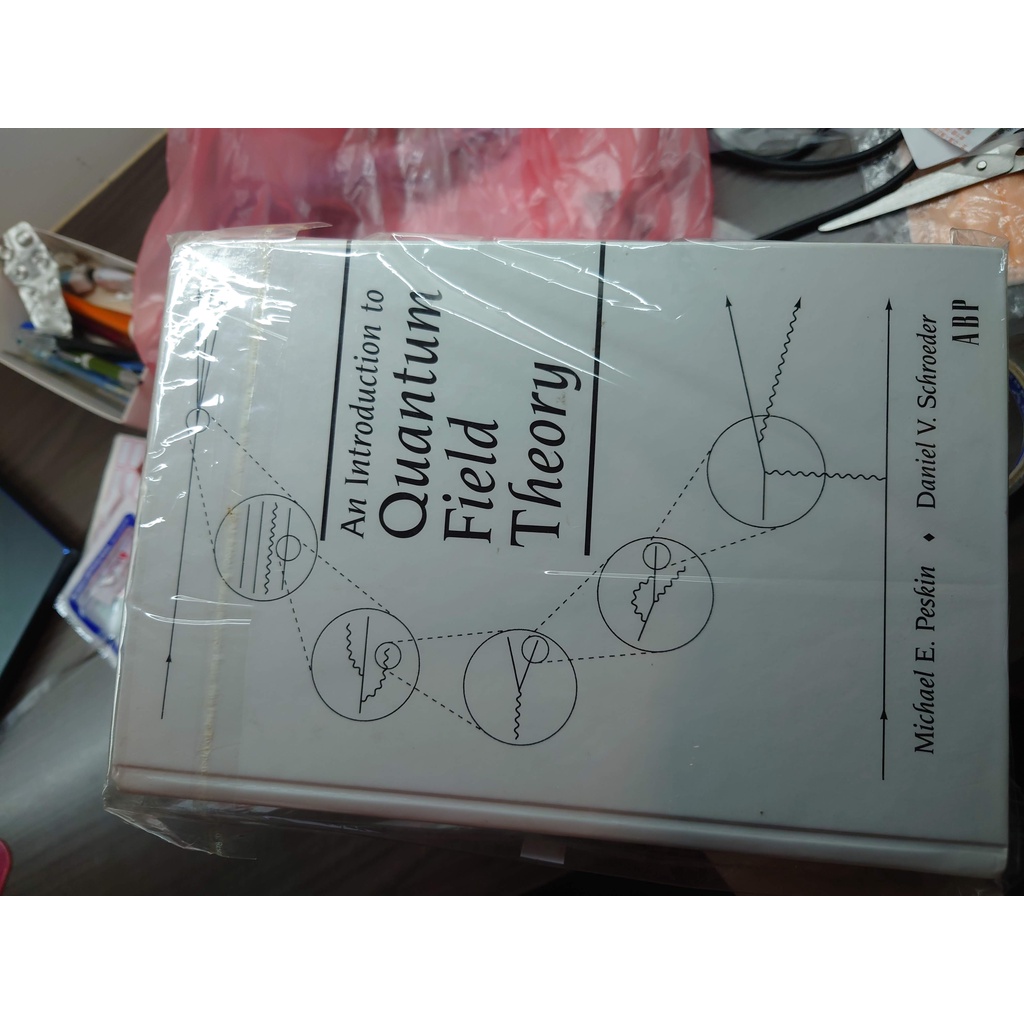 An Introduction to
Quantum
Field
Theory
Michael E. Peskin ♦ Daniel V. Schroeder
ABP